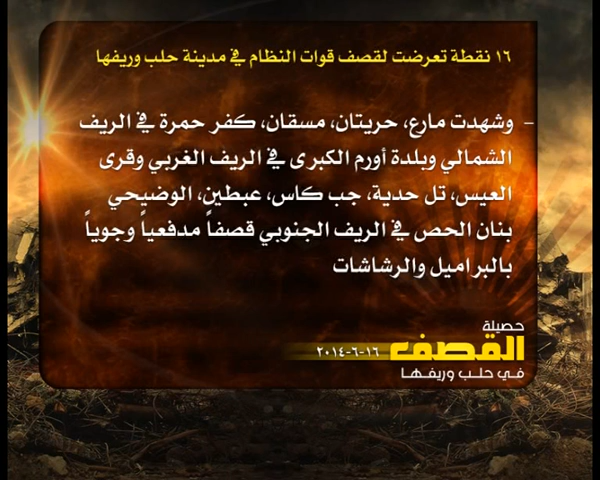 ١٦ نقطة تعرضت لقصف قوات النظام في مدينة حلب وريفها
- وشهدت مارع، حريتان، مسقان، كفر حمرة في الريف
الشمالي وبلدة أورم الكبرى في الريف الغربي وقرى
العيس، تل حدية، جب كاس، عبطين، الوضيحي
بنان الحص في الريف الجنوبي قصفاً مدفعياً وجوياً
بالبراميل والرشاشات
حصيلة
القصف ١٦-٦-٢٠١٤
في حلب وريفها